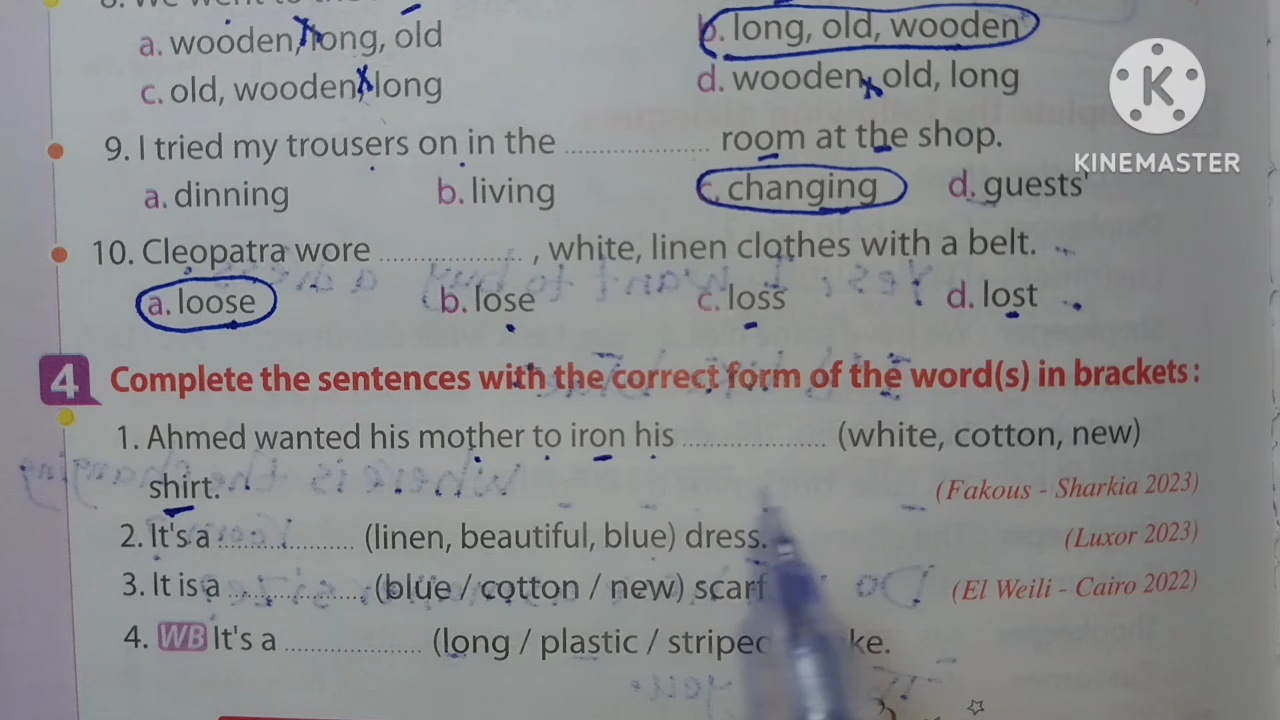 a. wooden, long, old b. long, old, wooden
c. old, wooden, long d. wooden, old, long
9. I tried my trousers on in the .................... room at the shop.
a. dinning b. living c. changing d. guests'
10. Cleopatra wore .................... , white, linen clothes with a belt.
a. loose b. lose c. loss d. lost
4 Complete the sentences with the correct form of the word(s) in brackets:
1. Ahmed wanted his mother to iron his .................... (white, cotton, new)
shirt. (Fakous - Sharkia 2023)
2. It's a .................... (linen, beautiful, blue) dress. (Luxor 2023)
3. It is a .................... (blue / cotton / new) scarf (El Weili - Cairo 2022)
4. WB It's a .................... (long / plastic / striped
K
KINEMASTER